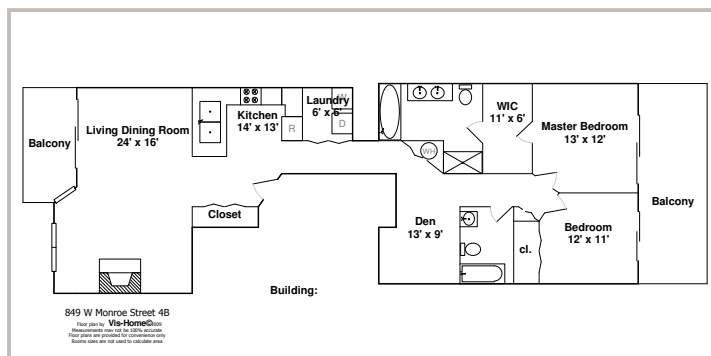 Balcony
Living Dining Room
24' x 16'
Kitchen
14' x 13'
R
Laundry
6' x 6'
W
D
WIC
11' x 6'
WH
Master Bedroom
13' x 12'
Balcony
Closet
Den
13' x 9'
cl.
Bedroom
12' x 11'
Building:
849 W Monroe Street 4B
Floor plan by Vis-Home© 2009
Measurements may not be 100% accurate
Floor plans are provided for convenience only
Rooms sizes are not used to calculate area